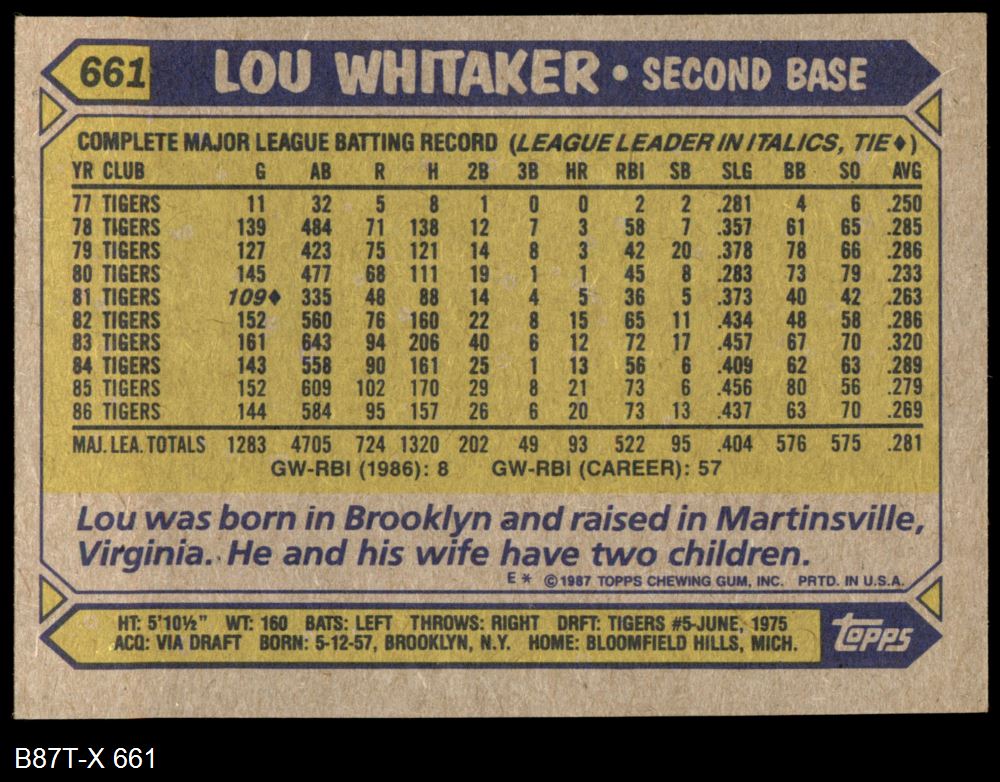 661 LOU WHITAKER • SECOND BASE
COMPLETE MAJOR LEAGUE BATTING RECORD (LEAGUE LEADER IN ITALICS, TIE♦)
YR CLUB G AB R H 2B 3B HR RBI SB SLG BB SO AVG
77 TIGERS 11 32 5 8 1 0 0 2 2 .281 4 6 .250
78 TIGERS 139 484 71 138 12 7 3 58 7 .357 61 65 .285
79 TIGERS 127 423 75 121 14 8 3 42 20 .378 78 66 .286
80 TIGERS 145 477 68 111 19 1 1 45 8 .283 73 79 .233
81 TIGERS 109♦ 335 48 88 14 4 5 36 5 .373 40 42 .263
82 TIGERS 152 560 76 160 22 8 15 65 11 .434 48 58 .286
83 TIGERS 161 643 94 206 40 6 12 72 17 .457 67 70 .320
84 TIGERS 143 558 90 161 25 1 13 56 6 .409 62 63 .289
85 TIGERS 152 609 102 170 29 8 21 73 6 .456 80 56 .279
86 TIGERS 144 584 95 157 26 6 20 73 13 .437 63 70 .269
MAJ. LEA. TOTALS 1283 4705 724 1320 202 49 93 522 95 .404 576 575 .281
GW-RBI (1986): 8 GW-RBI (CAREER): 57
Lou was born in Brooklyn and raised in Martinsville,
Virginia. He and his wife have two children.
E* © 1987 TOPPS CHEWING GUM, INC. PRTD. IN U.S.A.
HT: 5'10½" WT: 160 BATS: LEFT THROWS: RIGHT DRFT: TIGERS #5-JUNE, 1975
ACQ: VIA DRAFT BORN: 5-12-57, BROOKLYN, N.Y. HOME: BLOOMFIELD HILLS, MICH.
topps
B87T-X 661